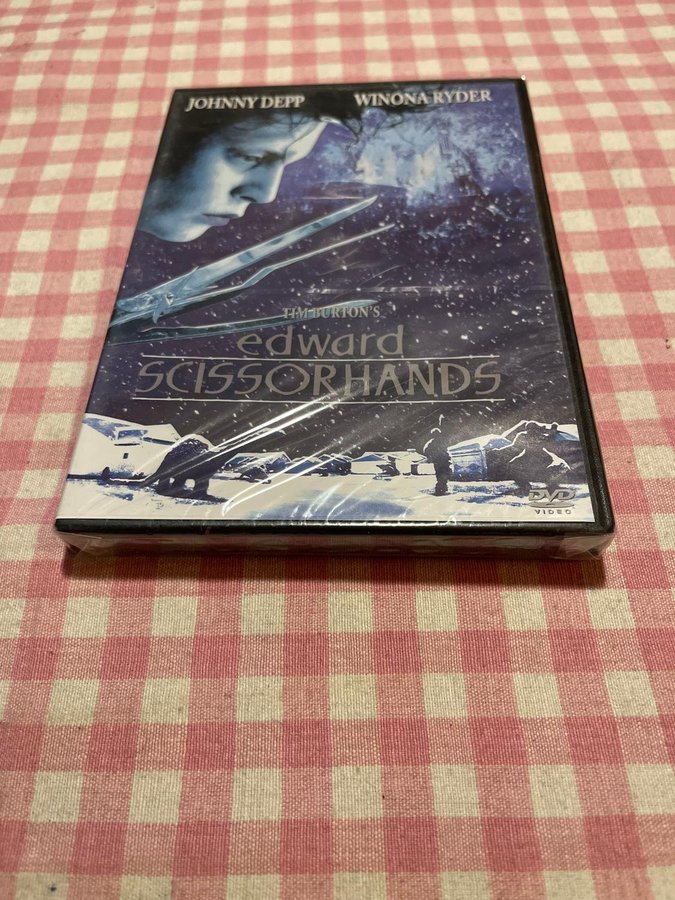 JOHNNY DEPP WINONA RYDER
TIM BURTON'S
edward
SCISSORHANDS
DVD
VIDEO